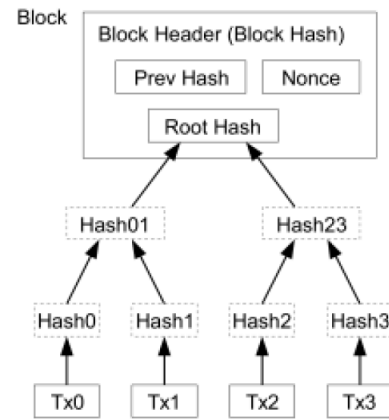 Block
Block Header (Block Hash)
Prev Hash Nonce
Root Hash
Hash01 Hash23
Hash0 Hash1 Hash2 Hash3
Tx0 Tx1 Tx2 Tx3